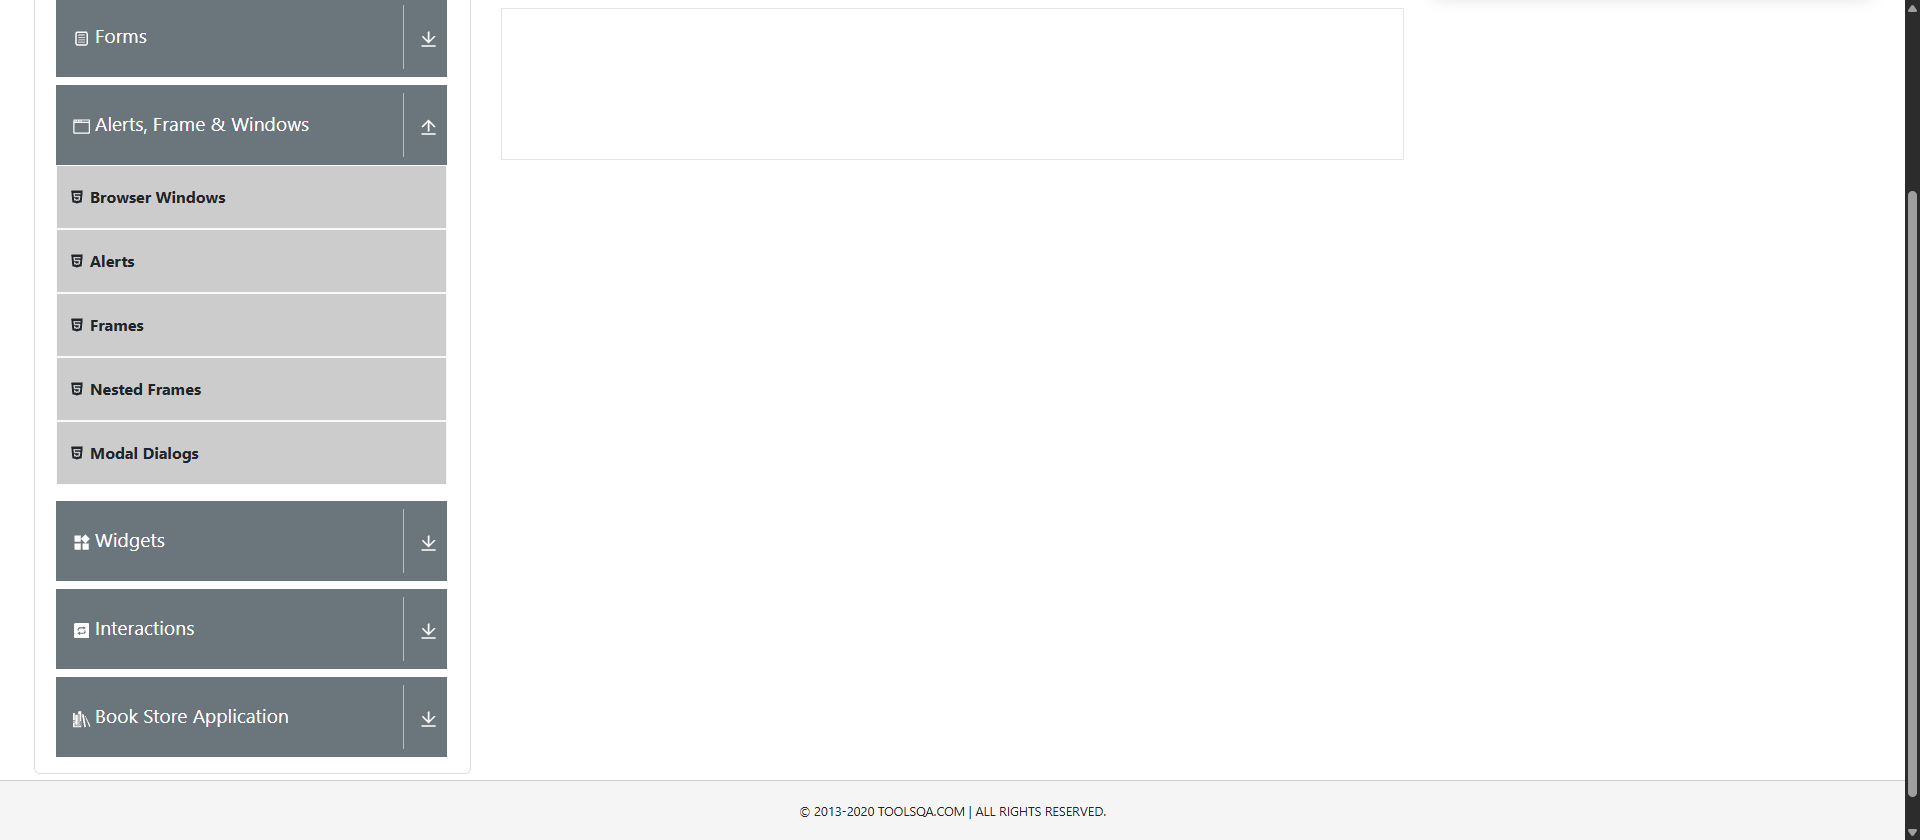 Forms
Alerts, Frame & Windows
Browser Windows
Alerts
Frames
Nested Frames
Modal Dialogs
Widgets
Interactions
Book Store Application
© 2013-2020 TOOLSQA.COM | ALL RIGHTS RESERVED.